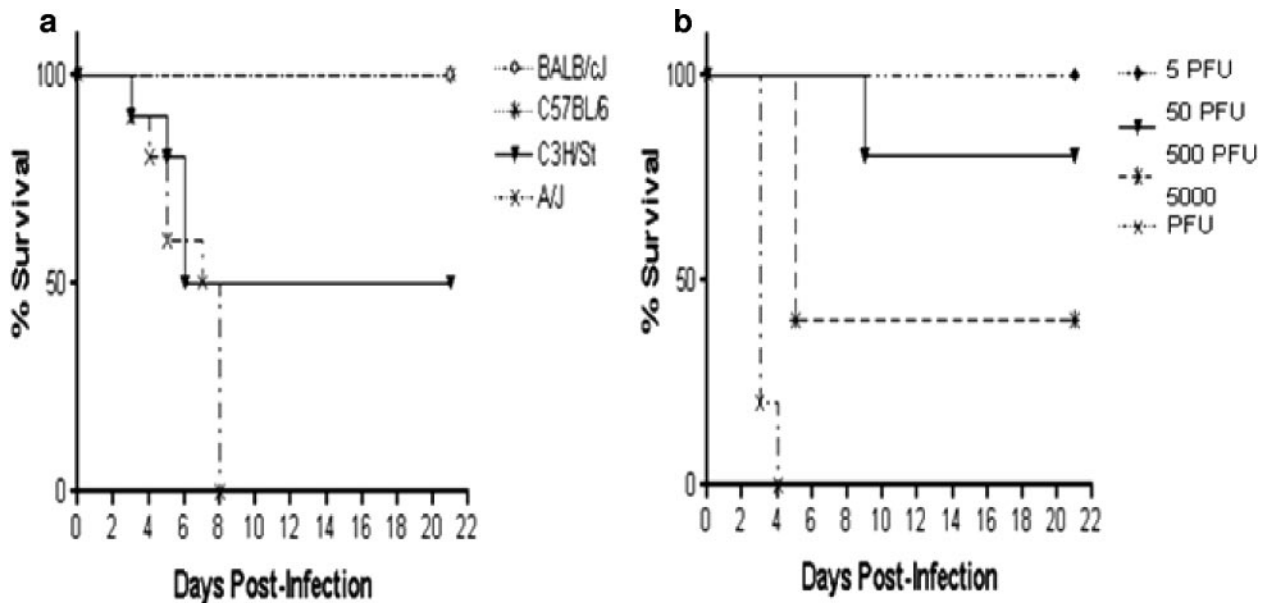 a
% Survival
100
50
0
0 2 4 6 8 10 12 14 16 18 20 22
Days Post-Infection
BALB/cJ
C57BL/6
C3H/St
A/J
b
% Survival
100
50
0
0 2 4 6 8 10 12 14 16 18 20 22
Days Post-Infection
5 PFU
50 PFU
500 PFU
5000
PFU